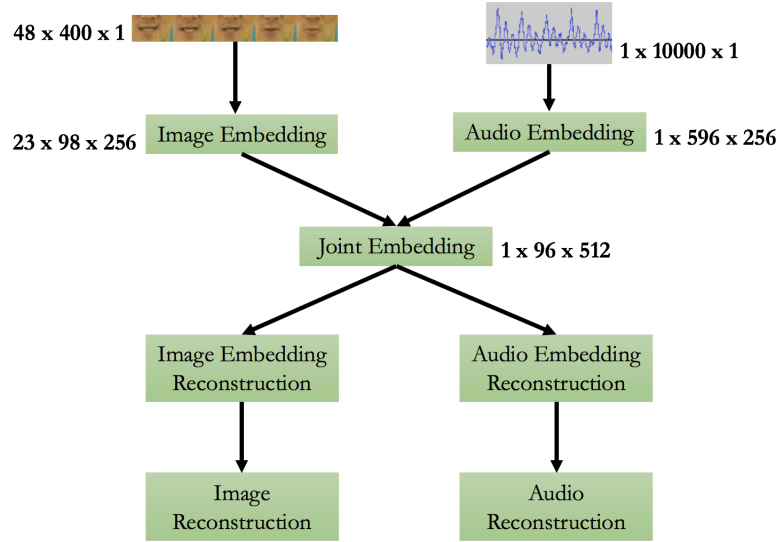 48 x 400 x 1
1 x 10000 x 1
Image Embedding
23 x 98 x 256
Audio Embedding
1 x 596 x 256
Joint Embedding
1 x 96 x 512
Image Embedding
Reconstruction
Audio Embedding
Reconstruction
Image
Reconstruction
Audio
Reconstruction